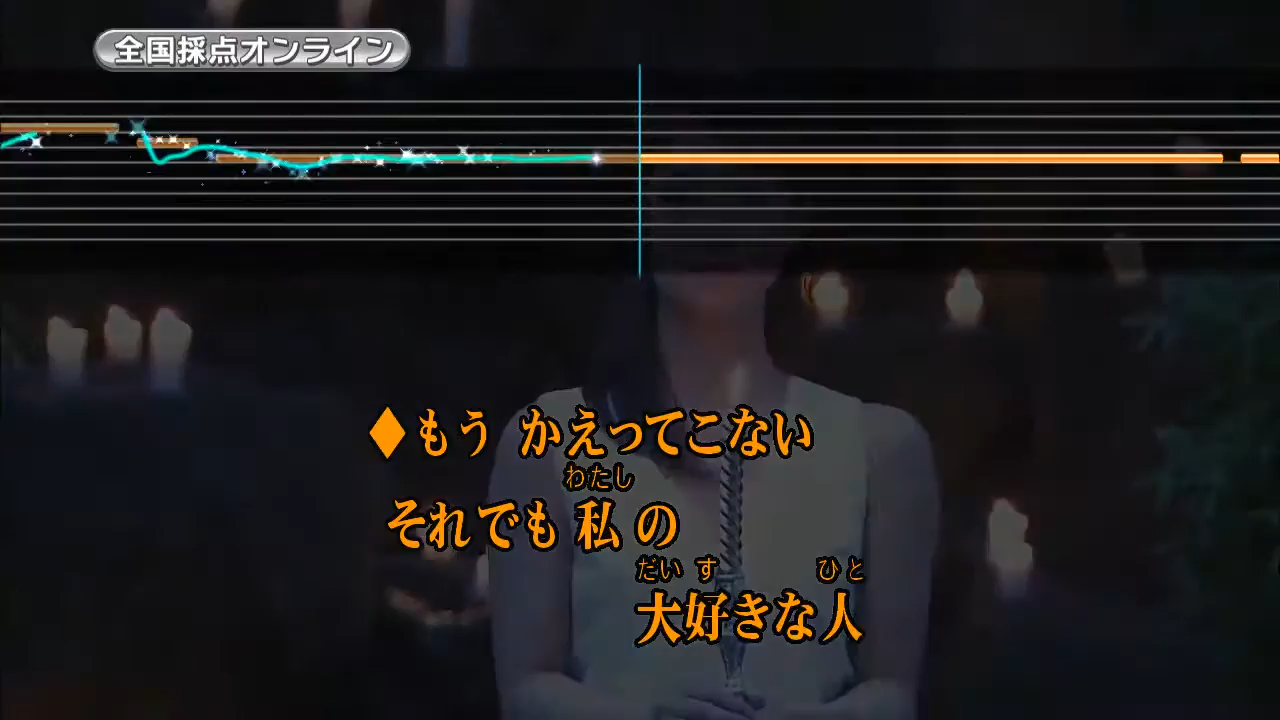 全国採点オンライン
♦もう かえってこない
わたし
それでも 私 の
だい す ひと
大好きな人